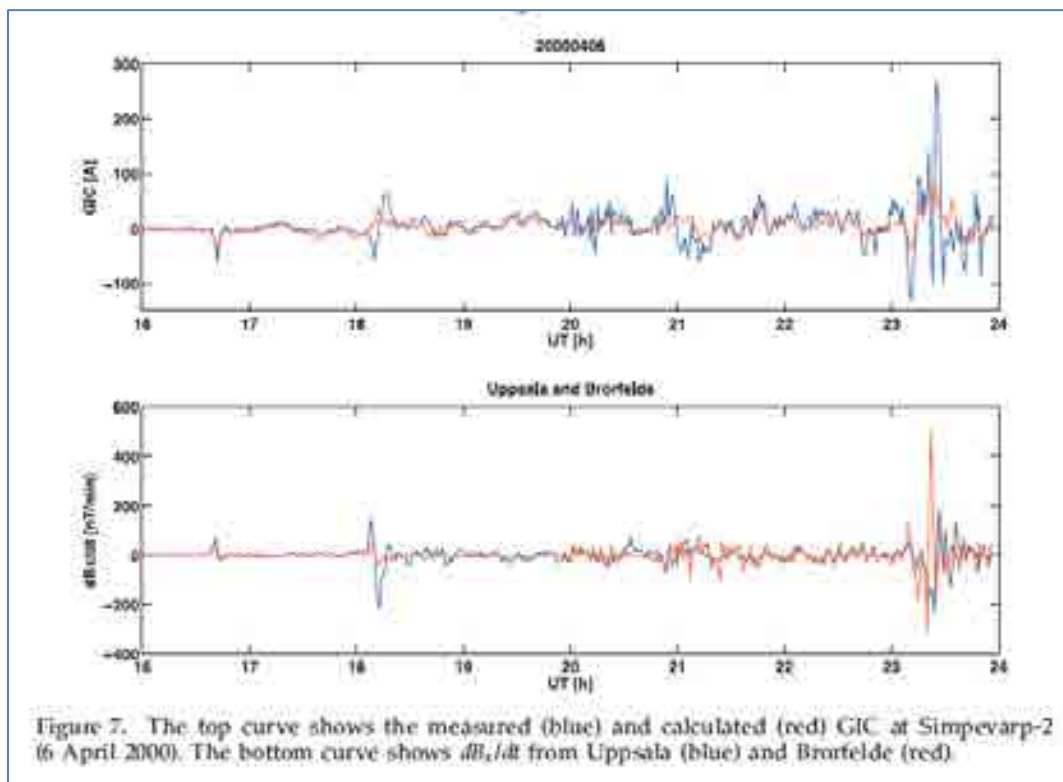 20000406
300
200
100
0
−100
GIC [A]
16 17 18 19 20 21 22 23 24
UT [h]
Uppsala and Brorfelde
600
400
200
0
−200
−400
[nT/min]
16 17 18 19 20 21 22 23 24
UT [h]
Figure 7. The top curve shows the measured (blue) and calculated (red) GIC at Simpevarp-2
(6 April 2000). The bottom curve shows dBₓ/dt from Uppsala (blue) and Brorfelde (red).